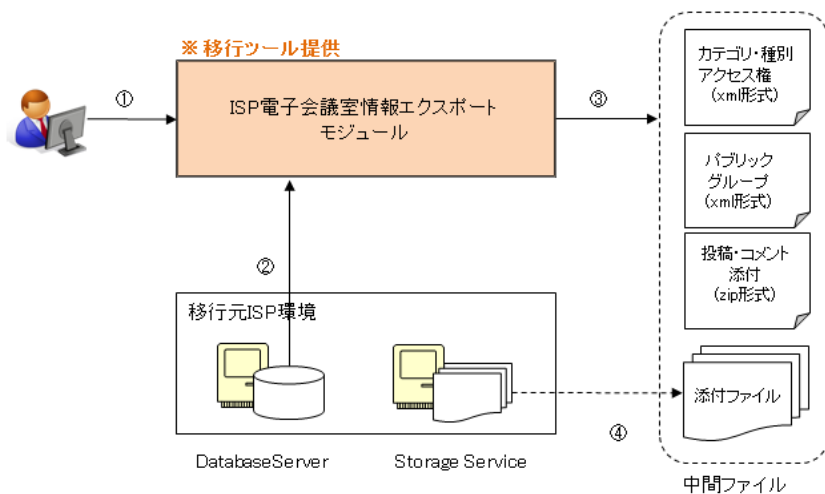 ※ 移行ツール提供
①
ISP電子会議室情報エクスポート
モジュール
③
カテゴリ・種別
アクセス権
(xml形式)
パブリック
グループ
(xml形式)
投稿・コメント
添付
(zip形式)
②
移行元ISP環境
添付ファイル
④
DatabaseServer
Storage Service
中間ファイル